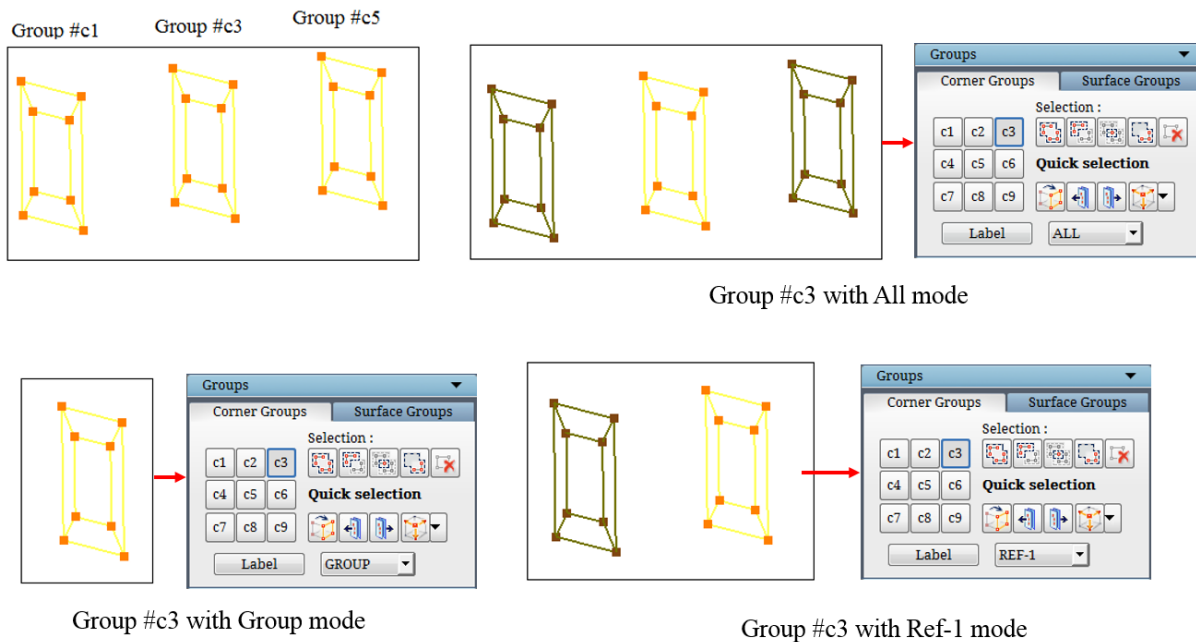 Group #c1
Group #c3
Group #c5
Groups
Corner Groups
Surface Groups
Selection :
c1 c2 c3
c4 c5 c6
Quick selection
c7 c8 c9
Label
ALL
Group #c3 with All mode
Groups
Corner Groups
Surface Groups
Selection :
c1 c2 c3
c4 c5 c6
Quick selection
c7 c8 c9
Label
GROUP
Group #c3 with Group mode
Groups
Corner Groups
Surface Groups
Selection :
c1 c2 c3
c4 c5 c6
Quick selection
c7 c8 c9
Label
REF-1
Group #c3 with Ref-1 mode